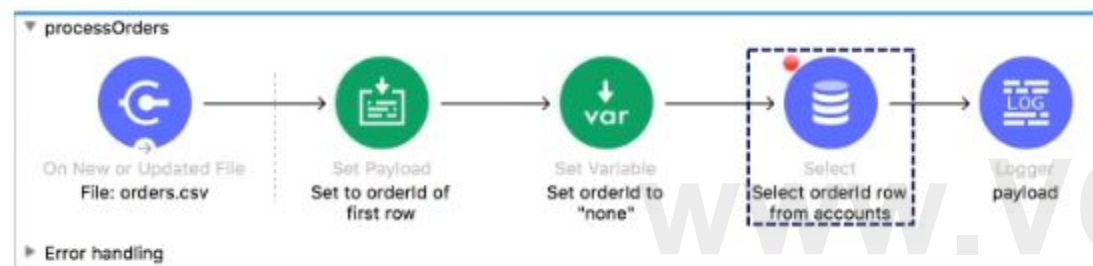 processOrders
var
LOG
On New or Updated File
Set Payload
Set Variable
Select
Logger
File: orders.csv
Set to orderId of
first row
Set orderId to
"none"
Select orderId row
from accounts
payload
Error handling
www.V